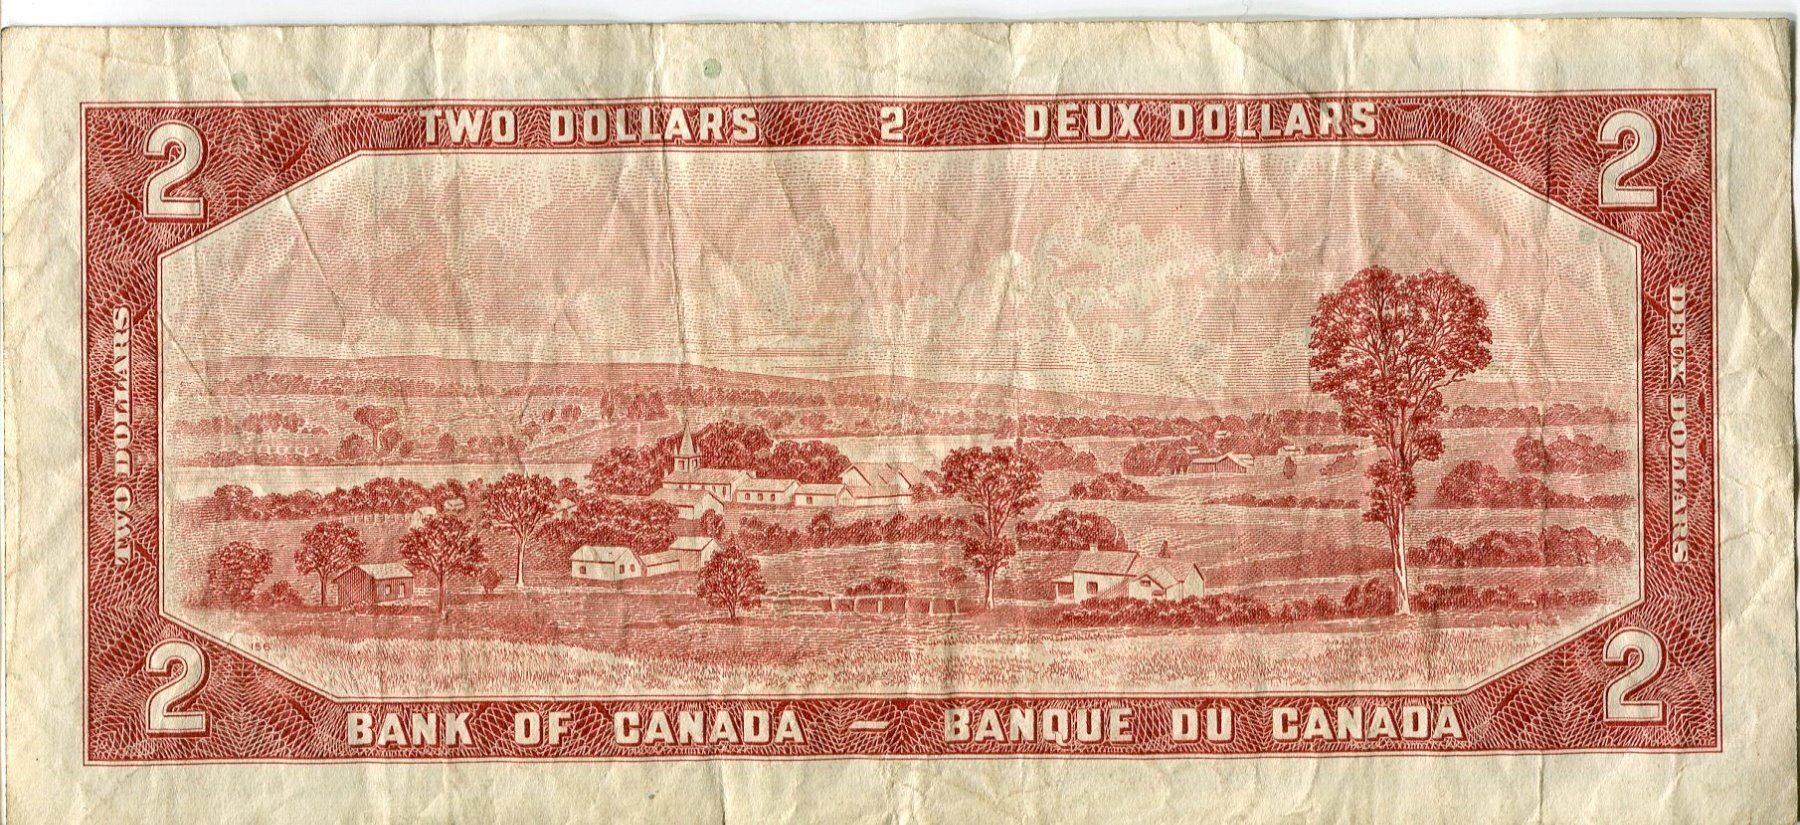 TWO DOLLARS 2 DEUX DOLLARS
2 2
TWO DOLLARS
DEUX DOLLARS
156
2 2
BANK OF CANADA — BANQUE DU CANADA